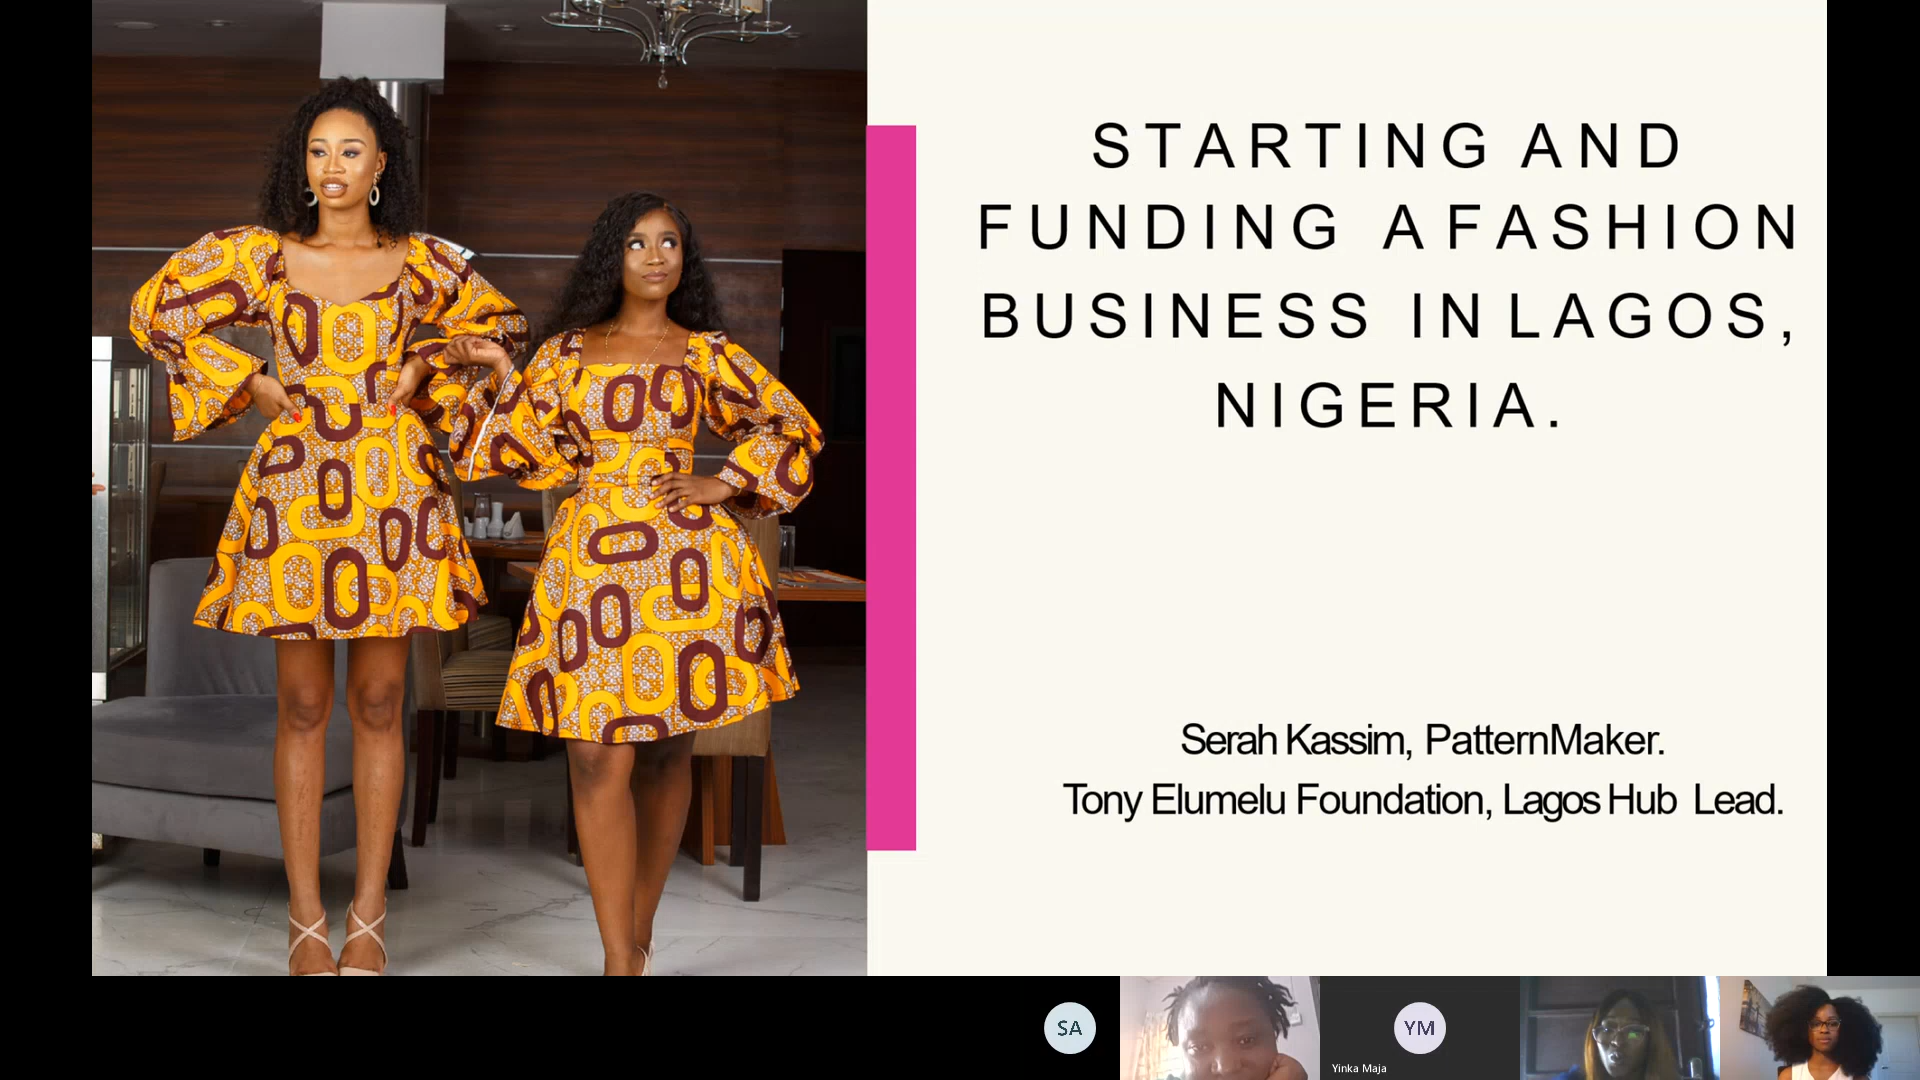 STARTING AND
FUNDING A FASHION
BUSINESS IN LAGOS,
NIGERIA.
Serah Kassim, PatternMaker.
Tony Elumelu Foundation, Lagos Hub Lead.
SA
YM
Yinka Maja